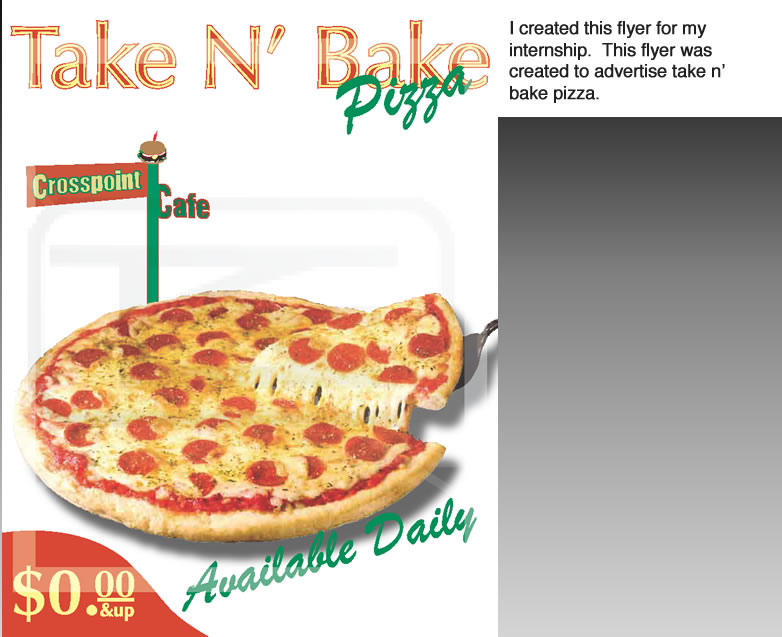 Take N' Bake
Pizza
I created this flyer for my
internship.  This flyer was
created to advertise take n'
bake pizza.
Crosspoint
Cafe
Available Daily
$0.00
&up